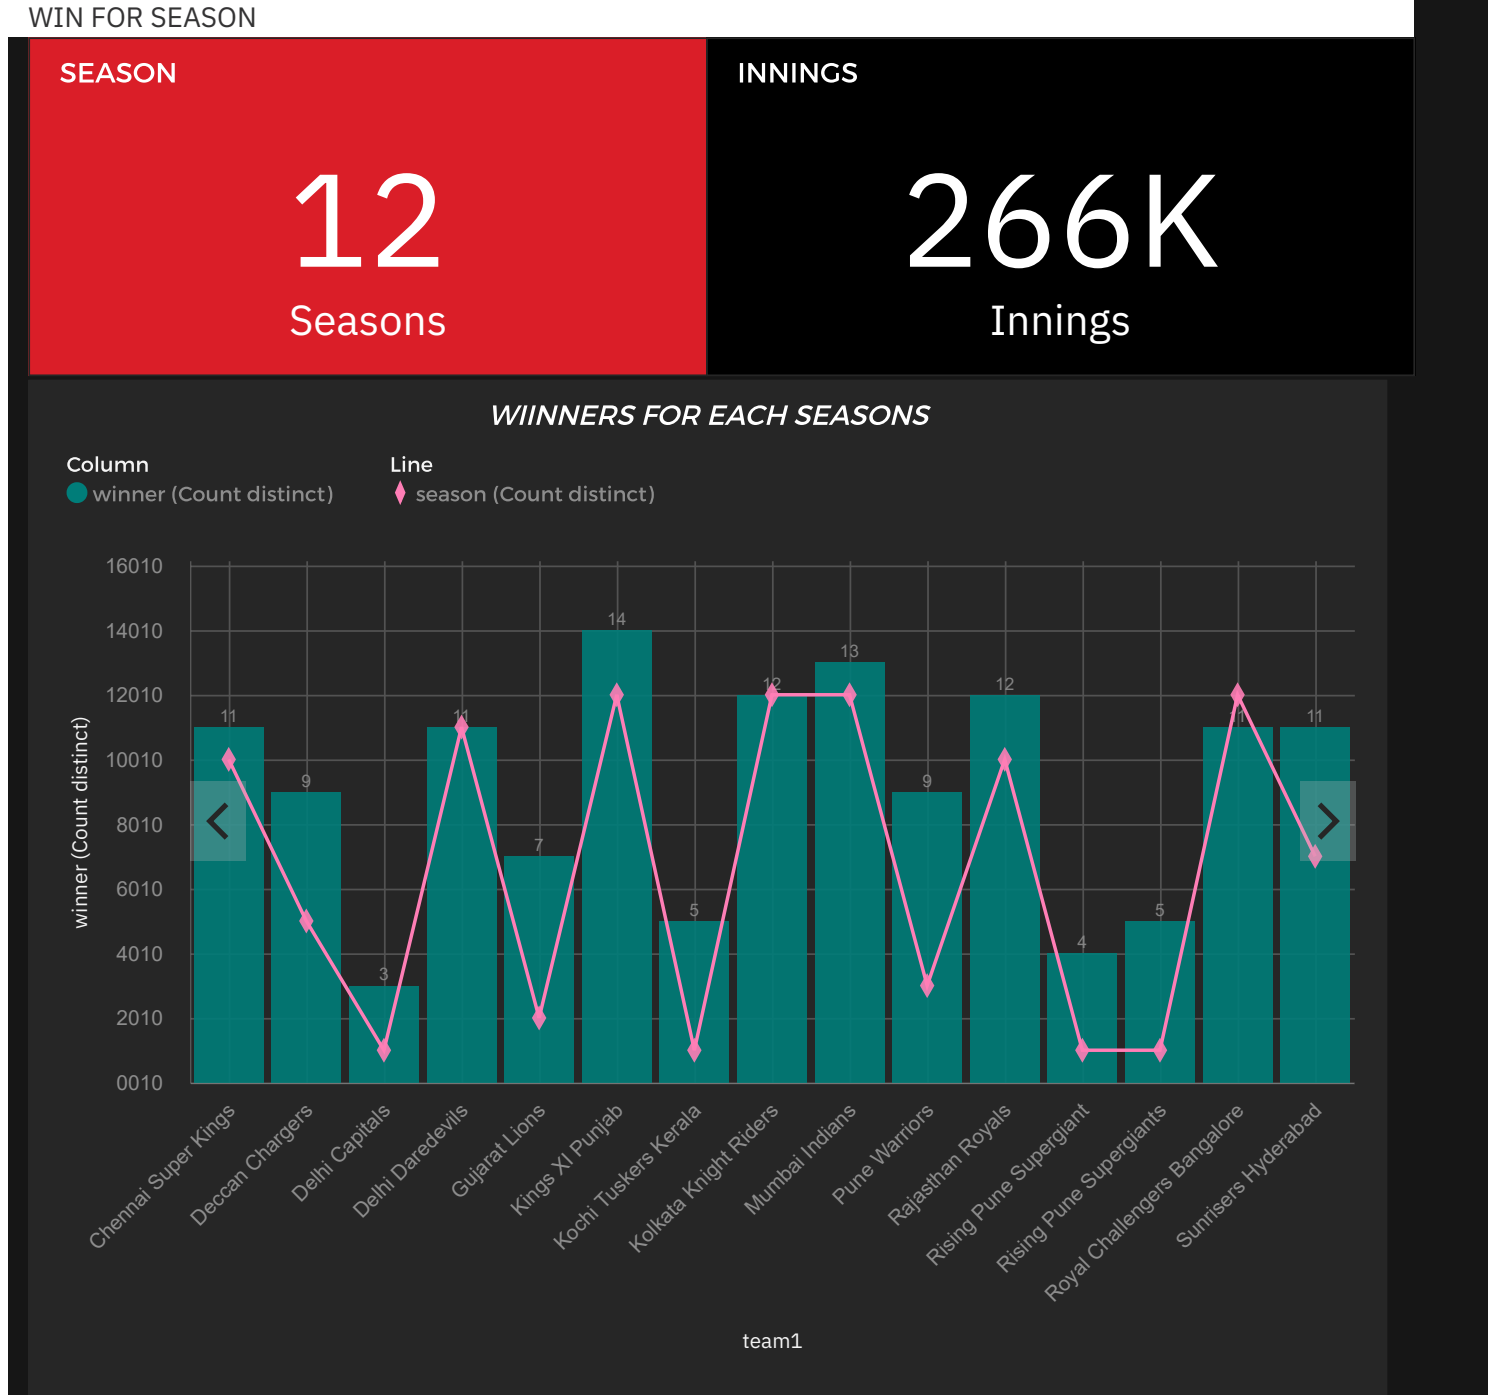 WIN FOR SEASON
SEASON
12
Seasons
INNINGS
266K
Innings
WIINNERS FOR EACH SEASONS
Column
winner (Count distinct)
Line
season (Count distinct)
winner (Count distinct)
16010
14010
12010
10010
8010
6010
4010
2010
0010
11
9
3
11
7
14
5
12
13
9
12
4
5
11
11
Chennai Super Kings
Deccan Chargers
Delhi Capitals
Delhi Daredevils
Gujarat Lions
Kings XI Punjab
Kochi Tuskers Kerala
Kolkata Knight Riders
Mumbai Indians
Pune Warriors
Rajasthan Royals
Rising Pune Supergiant
Rising Pune Supergiants
Royal Challengers Bangalore
Sunrisers Hyderabad
team1